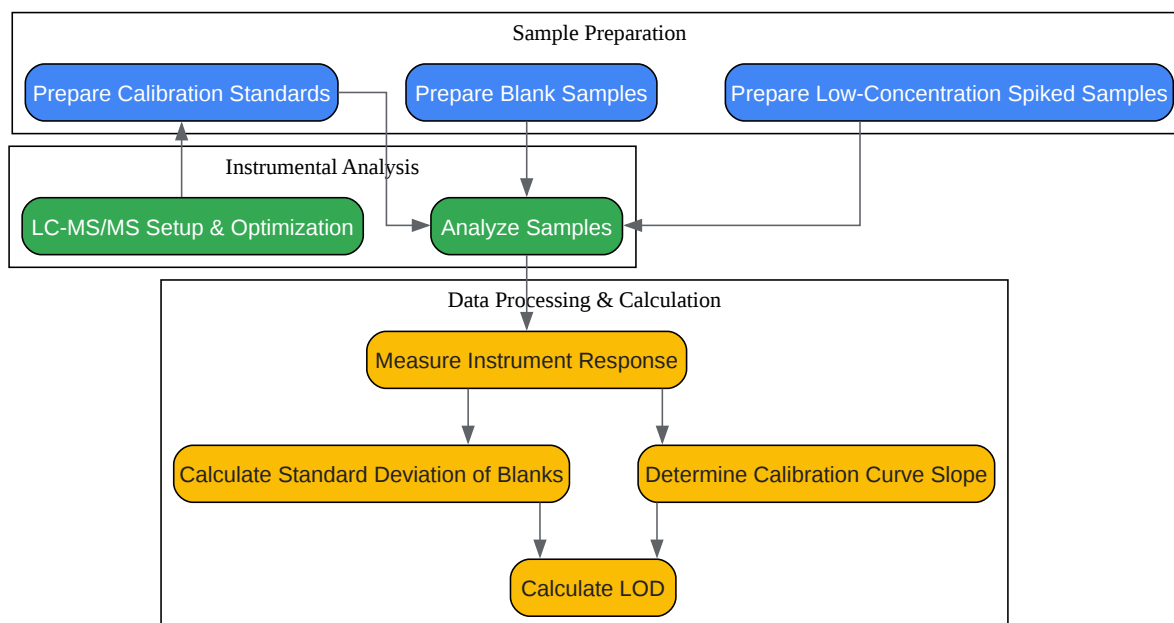 Sample Preparation
Prepare Calibration Standards
Prepare Blank Samples
Prepare Low-Concentration Spiked Samples
Instrumental Analysis
LC-MS/MS Setup & Optimization
Analyze Samples
Data Processing & Calculation
Measure Instrument Response
Calculate Standard Deviation of Blanks
Determine Calibration Curve Slope
Calculate LOD